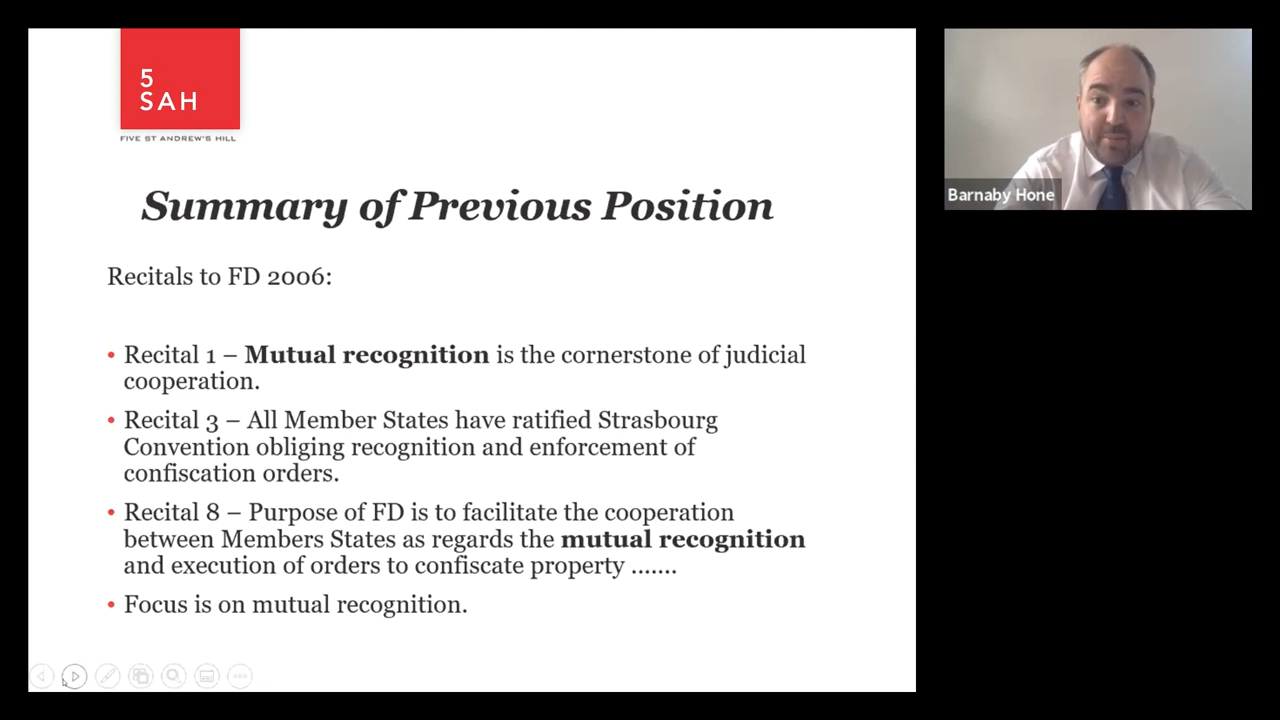 5
SAH
FIVE ST ANDREW'S HILL
Summary of Previous Position
Recitals to FD 2006:
• Recital 1 – Mutual recognition is the cornerstone of judicial
cooperation.
• Recital 3 – All Member States have ratified Strasbourg
Convention obliging recognition and enforcement of
confiscation orders.
• Recital 8 – Purpose of FD is to facilitate the cooperation
between Members States as regards the mutual recognition
and execution of orders to confiscate property .......
• Focus is on mutual recognition.
Barnaby Hone